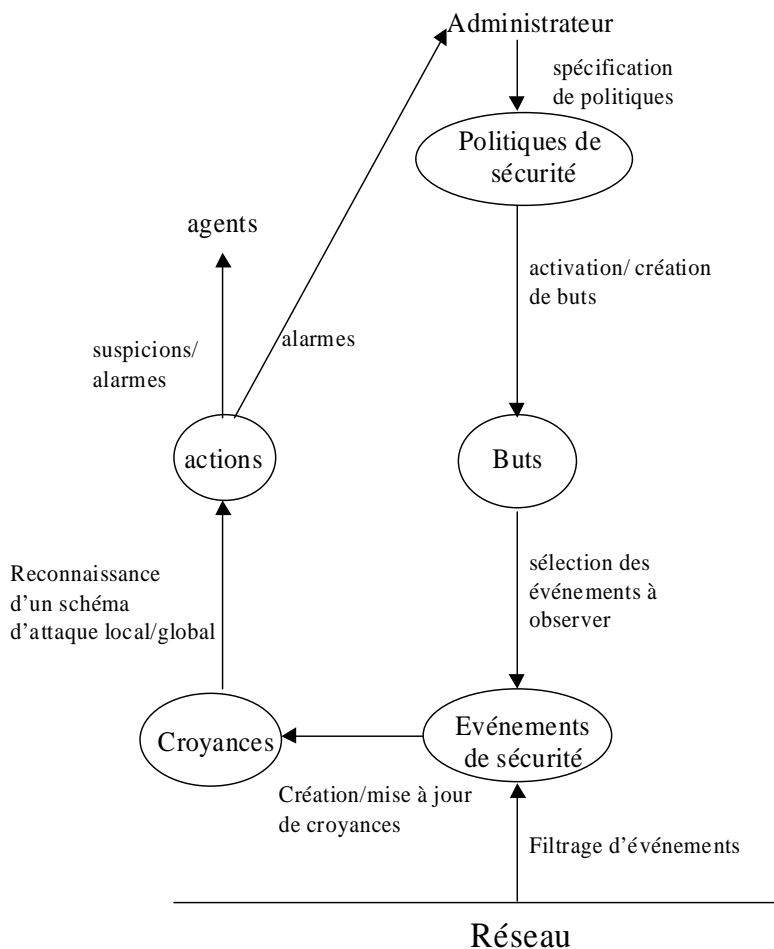 Administrateur
spécification
de politiques
Politiques de
sécurité
agents
activation/ création
de buts
suspicions/
alarmes
alarmes
actions
Buts
Reconnaissance
d’un schéma
d’attaque local/global
sélection des
événements à
observer
Croyances
Evénements
de sécurité
Création/mise à jour
de croyances
Filtrage d’événements
Réseau